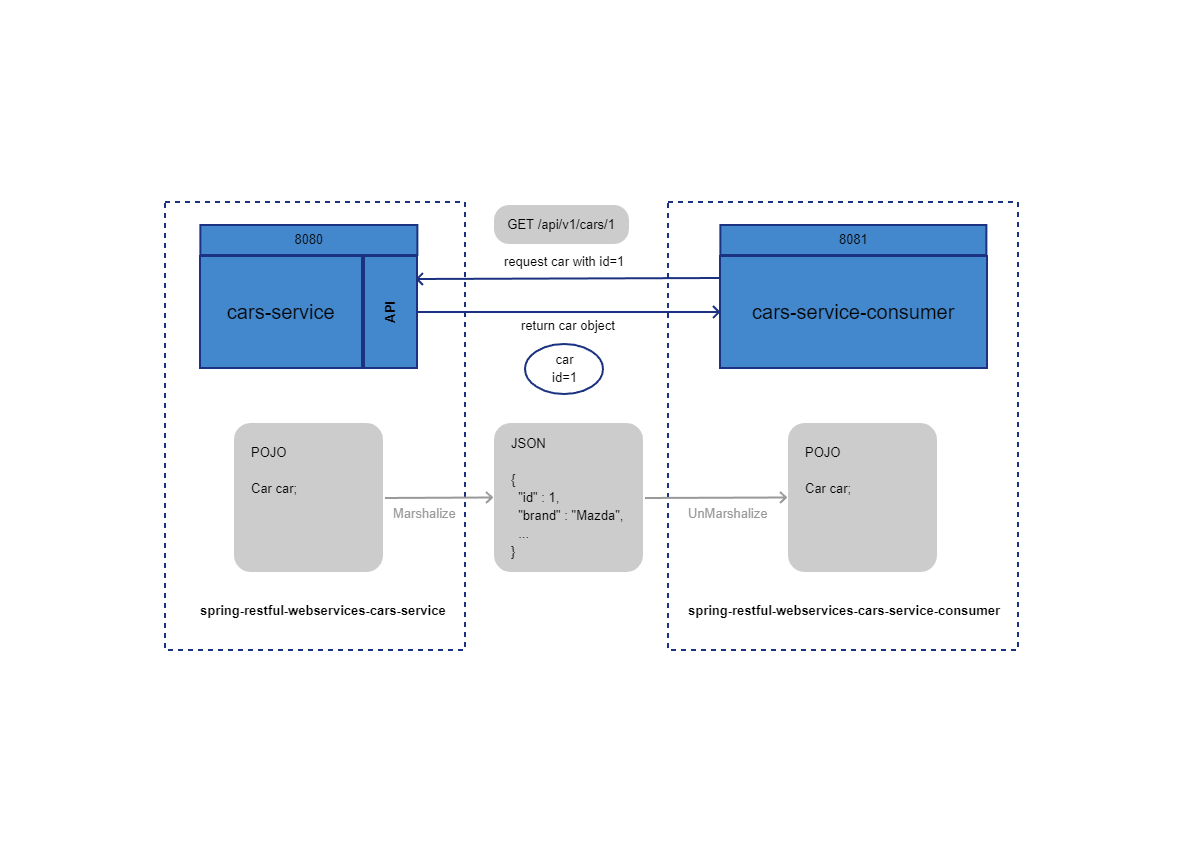 GET /api/v1/cars/1
8080
8081
request car with id=1
cars-service
API
cars-service-consumer
return car object
car
id=1
POJO
Car car;
JSON
{
"id" : 1,
"brand" : "Mazda",
...
}
POJO
Car car;
Marshalize
UnMarshalize
spring-restful-webservices-cars-service
spring-restful-webservices-cars-service-consumer